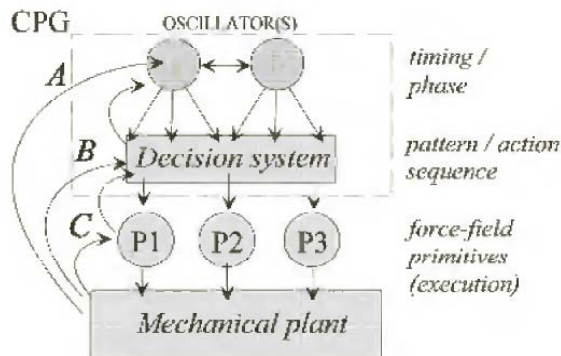 CPG
OSCILLATOR(S)
A
timing /
phase
B
Decision system
pattern / action
sequence
C
P1
P2
P3
force-field
primitives
(execution)
Mechanical plant